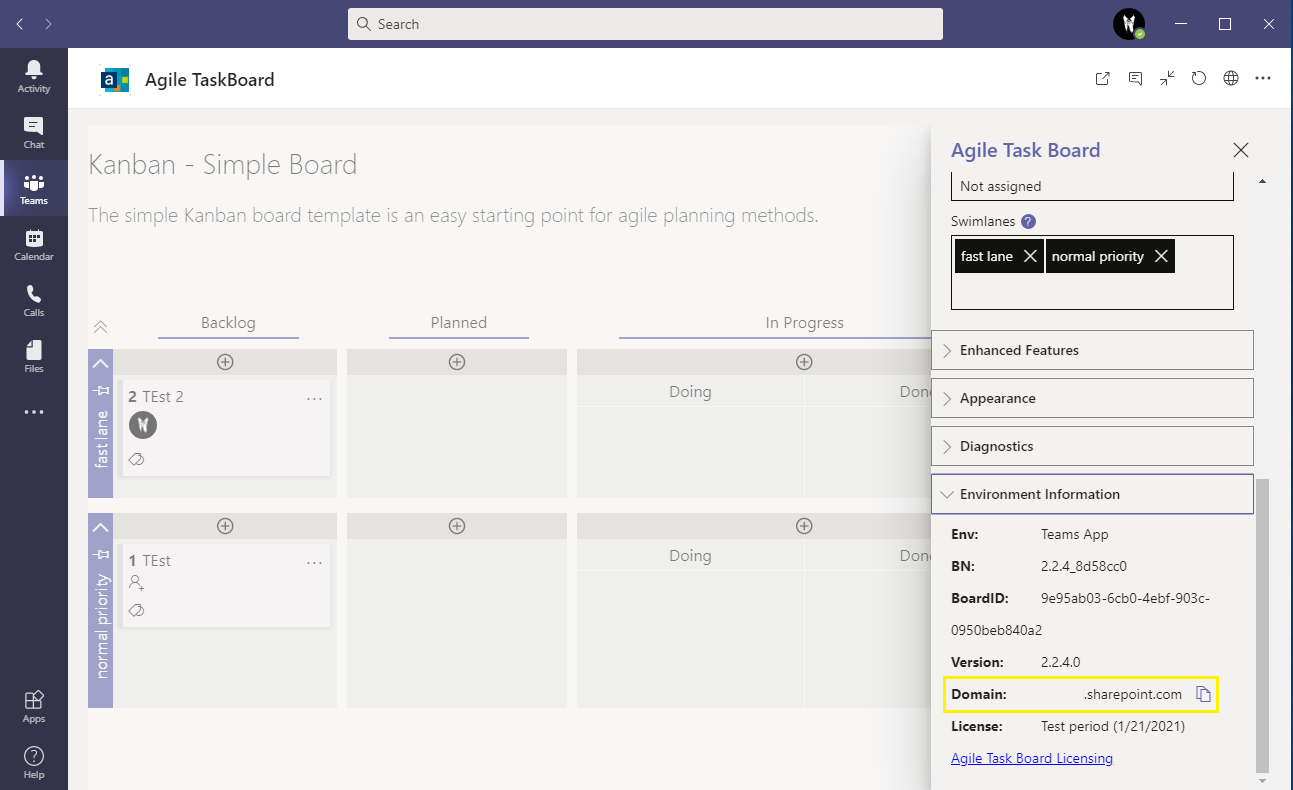 Search
Activity
Chat
Teams
Calendar
Calls
Files
Apps
Help
a
Agile TaskBoard
Kanban - Simple Board
The simple Kanban board template is an easy starting point for agile planning methods.
Backlog
Planned
In Progress
fast lane
2 TEst 2
Doing
Done
normal priority
1 TEst
Doing
Done
Agile Task Board
Not assigned
Swimlanes ?
fast lane
normal priority
Enhanced Features
Appearance
Diagnostics
Environment Information
Env: Teams App
BN: 2.2.4_8d58cc0
BoardID: 9e95ab03-6cb0-4ebf-903c-
0950beb840a2
Version: 2.2.4.0
Domain: .sharepoint.com
License: Test period (1/21/2021)
Agile Task Board Licensing